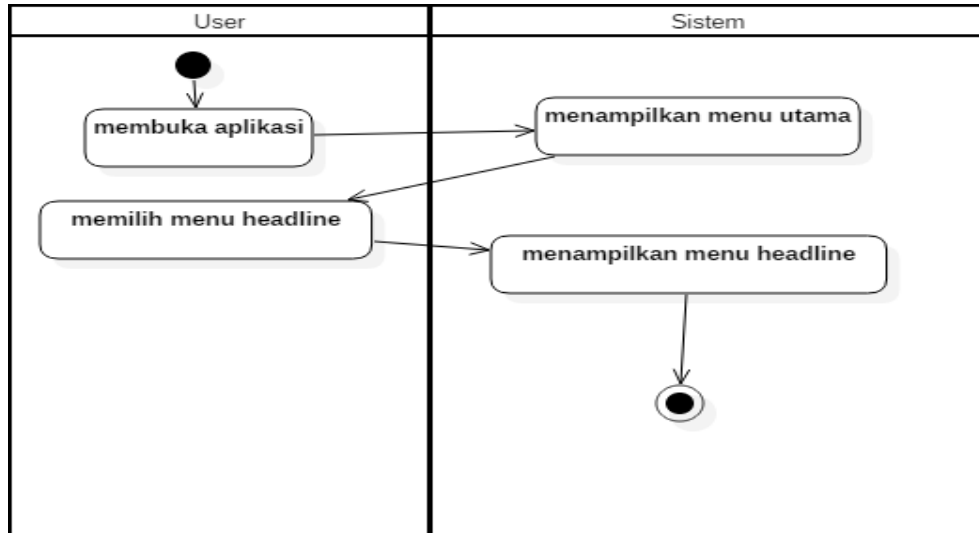 User
Sistem
membuka aplikasi
menampilkan menu utama
memilih menu headline
menampilkan menu headline